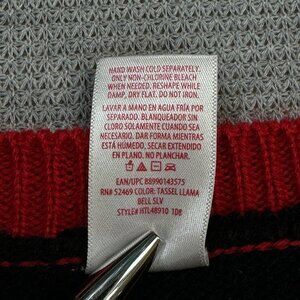 HAND WASH COLD SEPARATELY
ONLY NON-CHLORINE BLEACH
WHEN NEEDED. RESHAPE WHILE
DAMP, DRY FLAT. DO NOT IRON.
LAVAR A MANO EN AGUA FRÍA POR
SEPARADO. BLANQUEADOR SIN
CLORO SOLAMENTE CUANDO SEA
NECESARIO. DAR FORMA MIENTRAS
ESTÁ HÚMEDO, SECAR EXTENDIDO
EN PLANO. NO PLANCHAR.
EAN/UPC 88990143575
RN# 52469 COLOR: TASSEL LLAMA
BELL SLV
STYLE# HTL48910 1D8